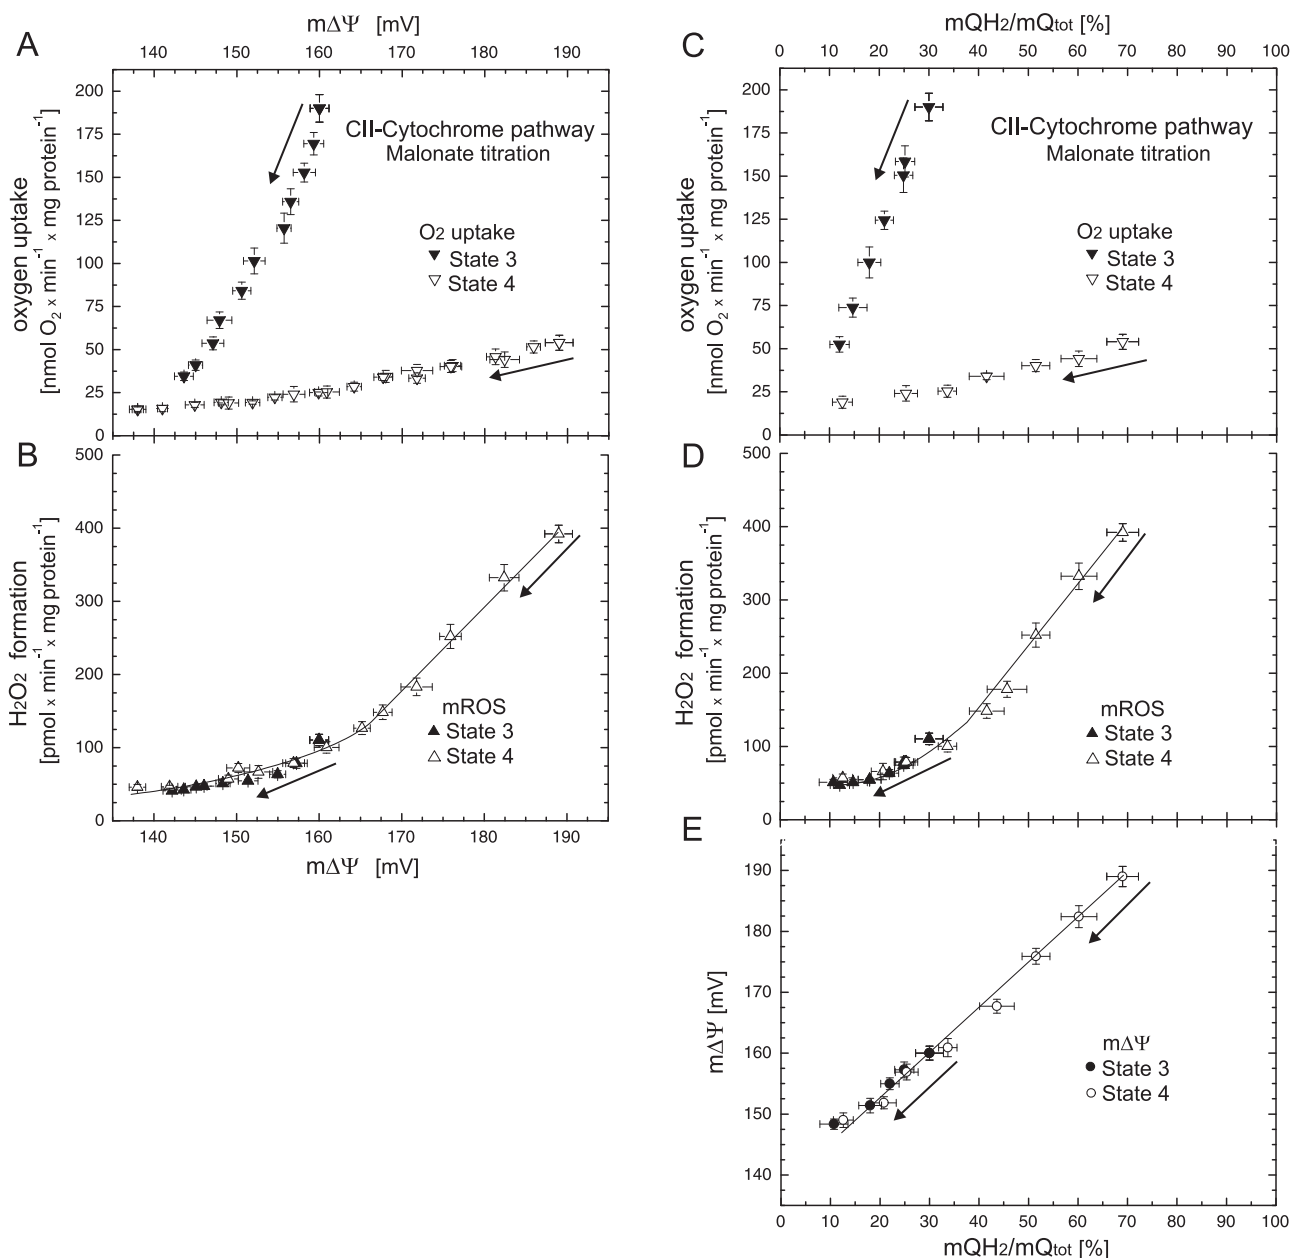 A
mΔΨ [mV]
140 150 160 170 180 190
200
175
150
125
100
75
50
25
0
oxygen uptake
[nmol O2 x min-1 x mg protein-1]
CII-Cytochrome pathway
Malonate titration
O2 uptake
State 3
State 4
B
500
400
300
200
100
0
H2O2 formation
[pmol x min-1 x mg protein-1]
mROS
State 3
State 4
140 150 160 170 180 190
mΔΨ [mV]
C
mQH2/mQtot [%]
0 10 20 30 40 50 60 70 80 90 100
200
175
150
125
100
75
50
25
0
oxygen uptake
[nmol O2 x min-1 x mg protein-1]
CII-Cytochrome pathway
Malonate titration
O2 uptake
State 3
State 4
D
500
400
300
200
100
0
H2O2 formation
[pmol x min-1 x mg protein-1]
mROS
State 3
State 4
E
190
180
170
160
150
140
mΔΨ [mV]
mΔΨ
State 3
State 4
0 10 20 30 40 50 60 70 80 90 100
mQH2/mQtot [%]